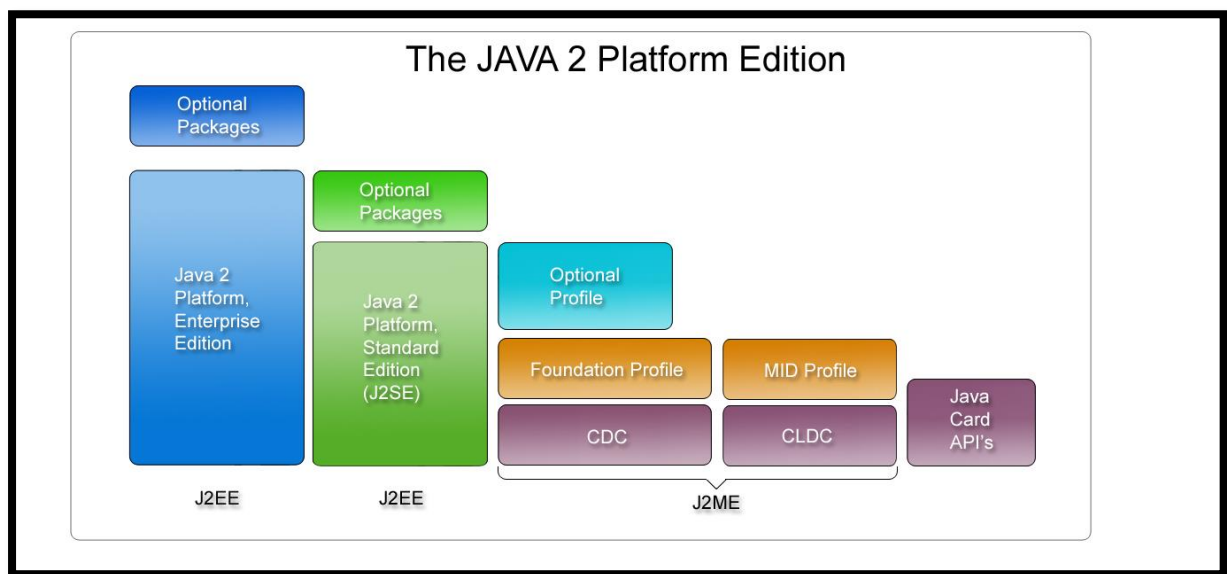 The JAVA 2 Platform Edition
Optional
Packages
Java 2
Platform,
Enterprise
Edition
J2EE
Optional
Packages
Java 2
Platform,
Standard
Edition
(J2SE)
J2EE
Optional
Profile
Foundation Profile
MID Profile
CDC
CLDC
J2ME
Java
Card
API's